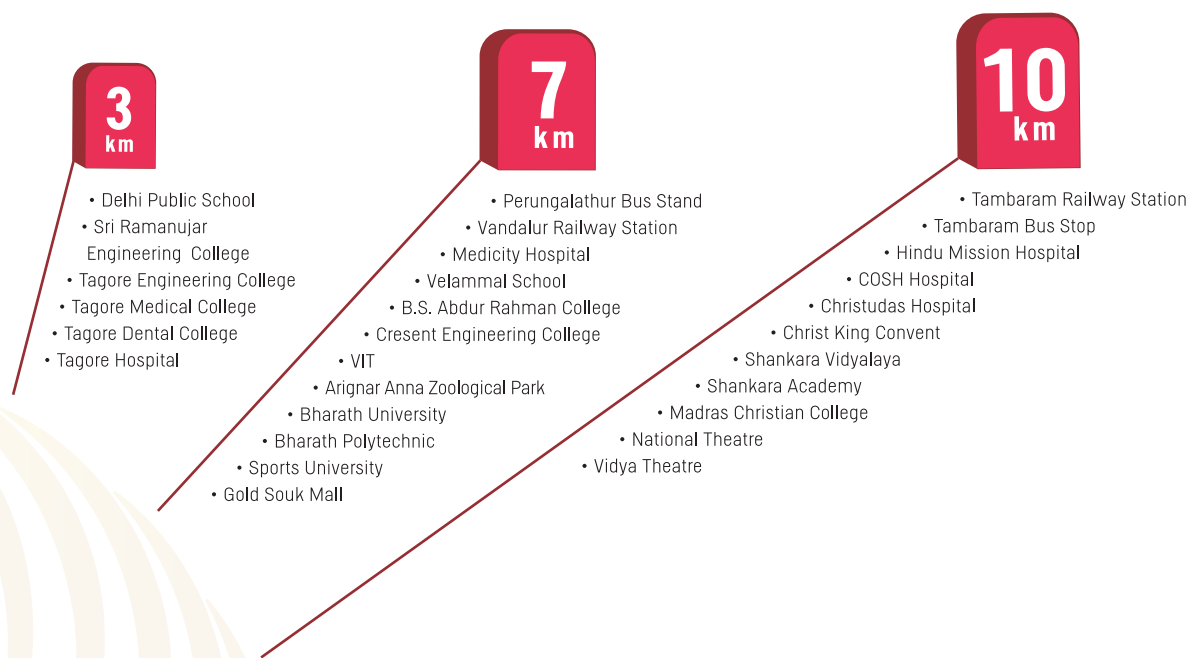 3
km
• Delhi Public School
• Sri Ramanujar
Engineering College
• Tagore Engineering College
• Tagore Medical College
• Tagore Dental College
• Tagore Hospital
7
km
• Perungalathur Bus Stand
• Vandalur Railway Station
• Medicity Hospital
• Velammal School
• B.S. Abdur Rahman College
• Cresent Engineering College
• VIT
• Arignar Anna Zoological Park
• Bharath University
• Bharath Polytechnic
• Sports University
• Gold Souk Mall
10
km
• Tambaram Railway Station
• Tambaram Bus Stop
• Hindu Mission Hospital
• COSH Hospital
• Christudas Hospital
• Christ King Convent
• Shankara Vidyalaya
• Shankara Academy
• Madras Christian College
• National Theatre
• Vidya Theatre